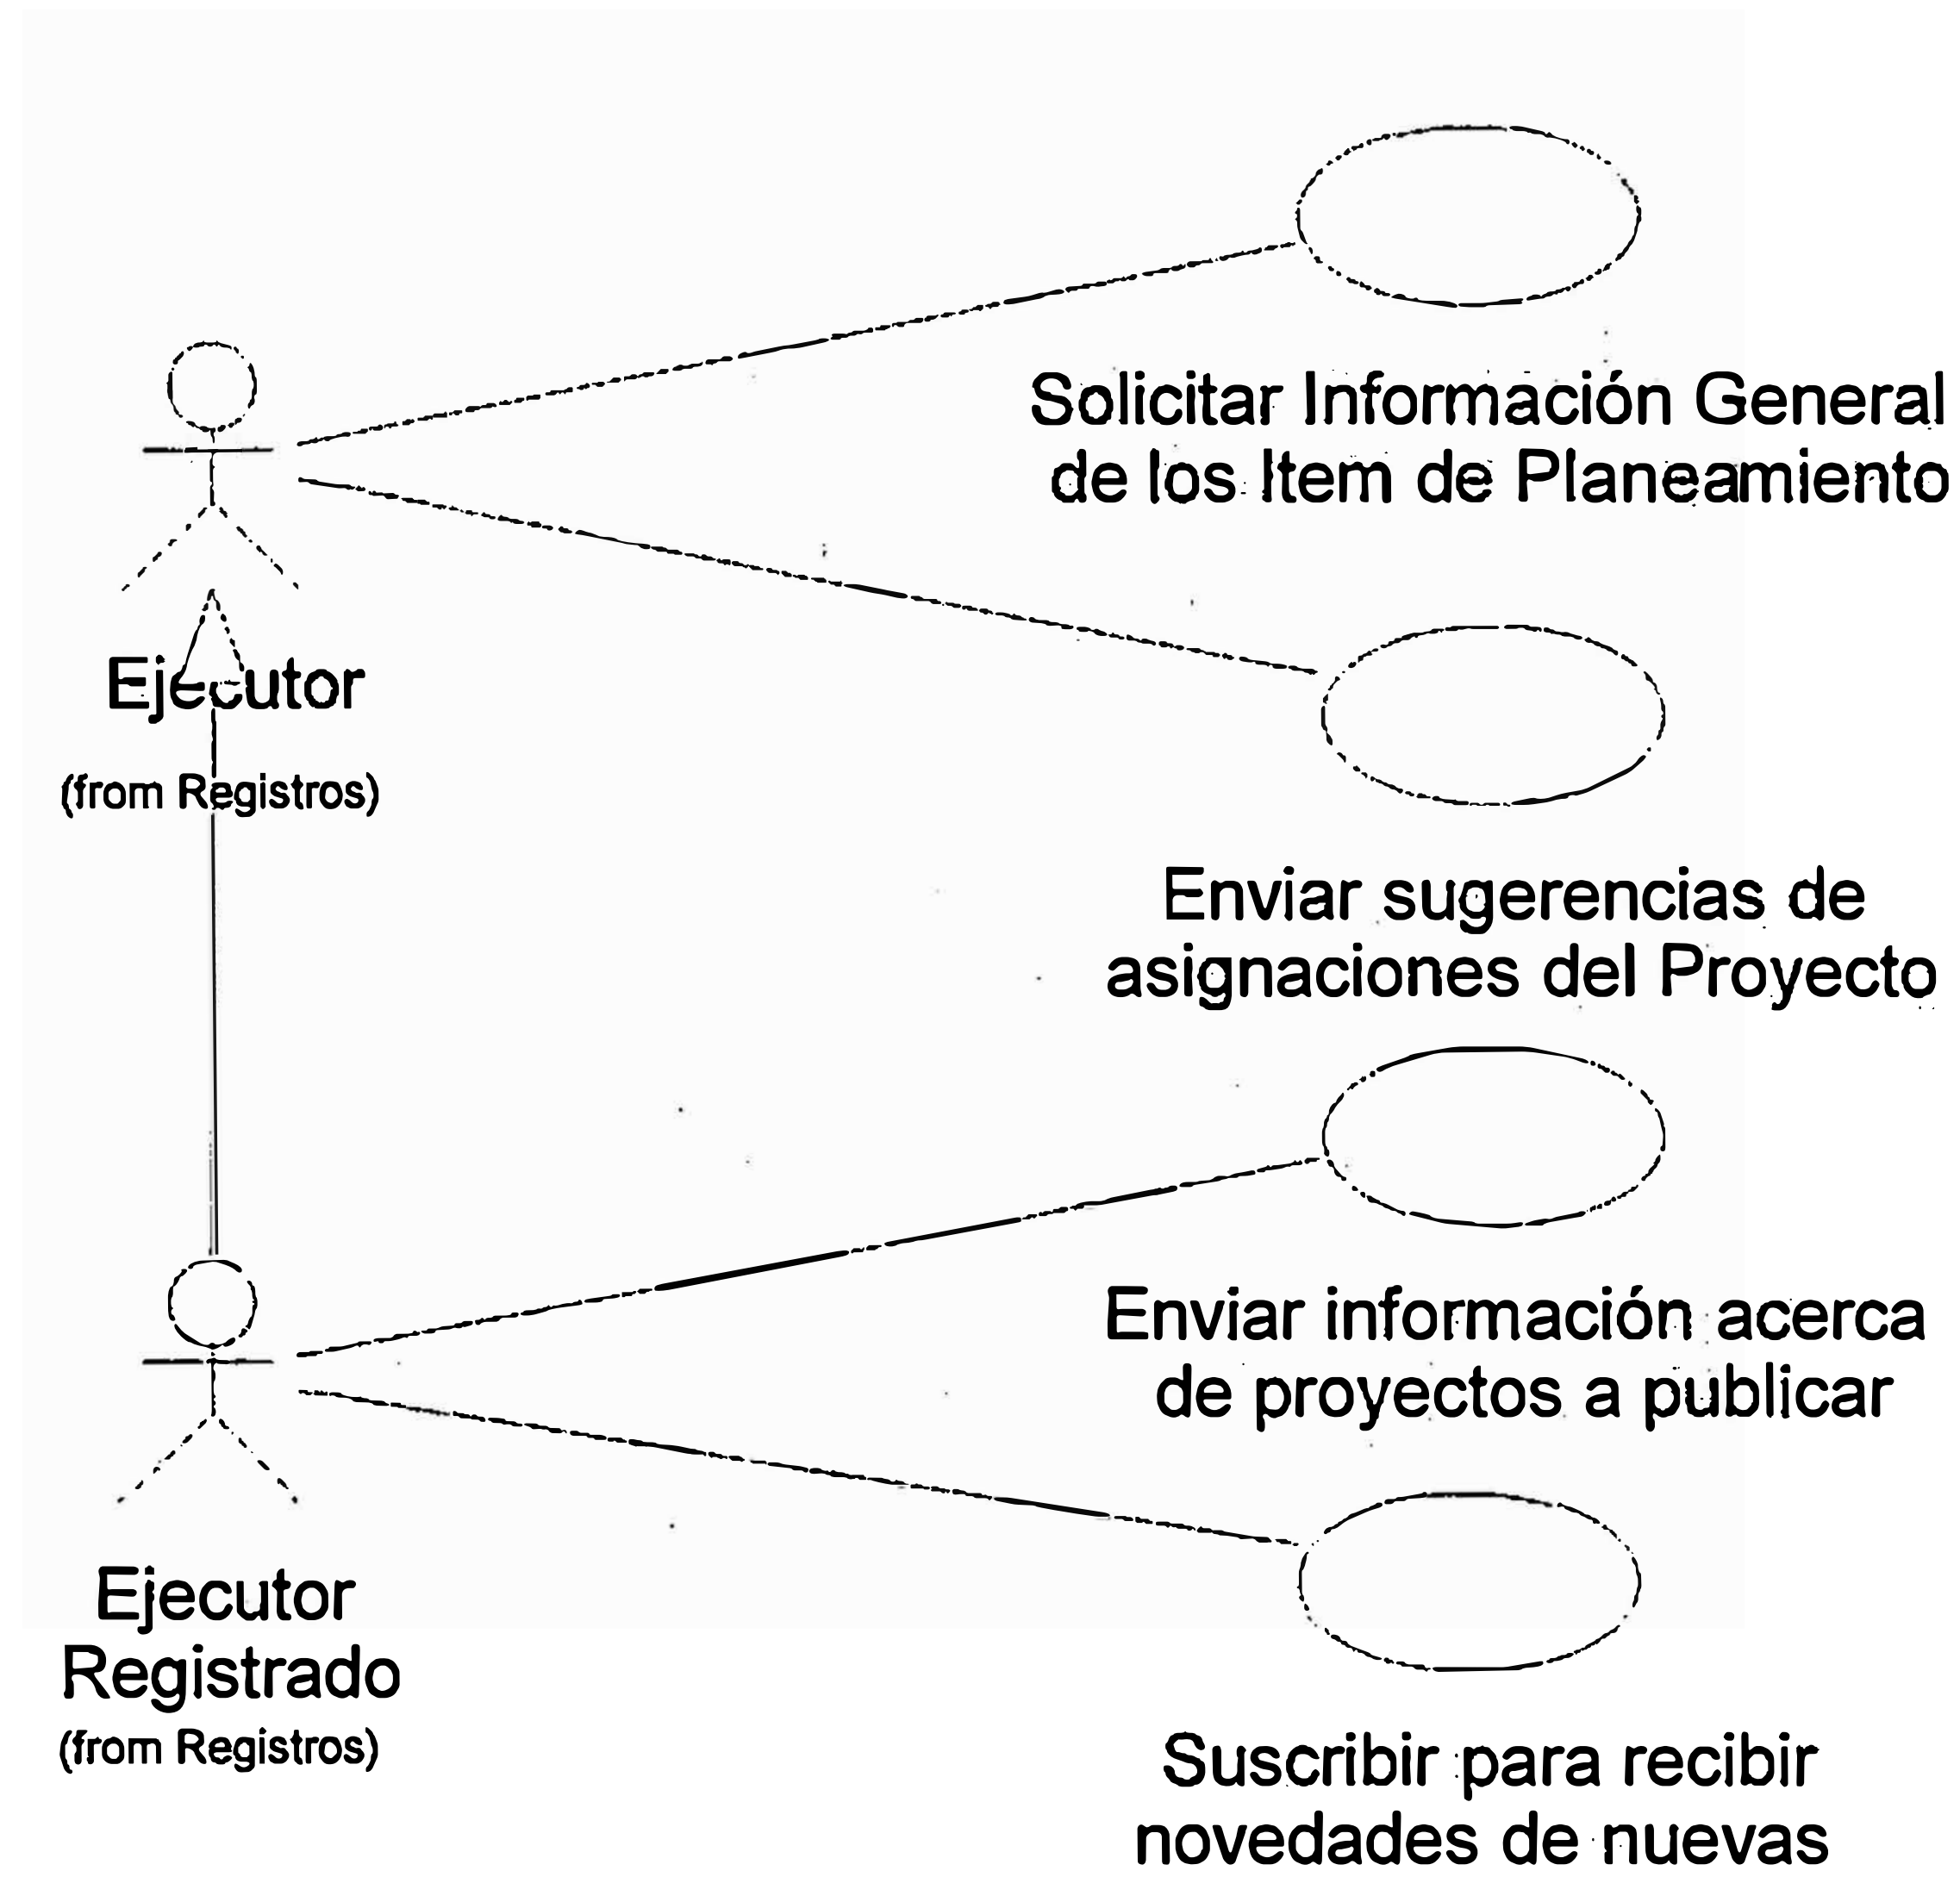 Solicitar Información General
de los Item de Planeamiento
Ejecutor
(from Registros)
Enviar sugerencias de
asignaciones del Proyecto
Enviar información acerca
de proyectos a publicar
Ejecutor
Registrado
(from Registros)
Suscribir para recibir
novedades de nuevas